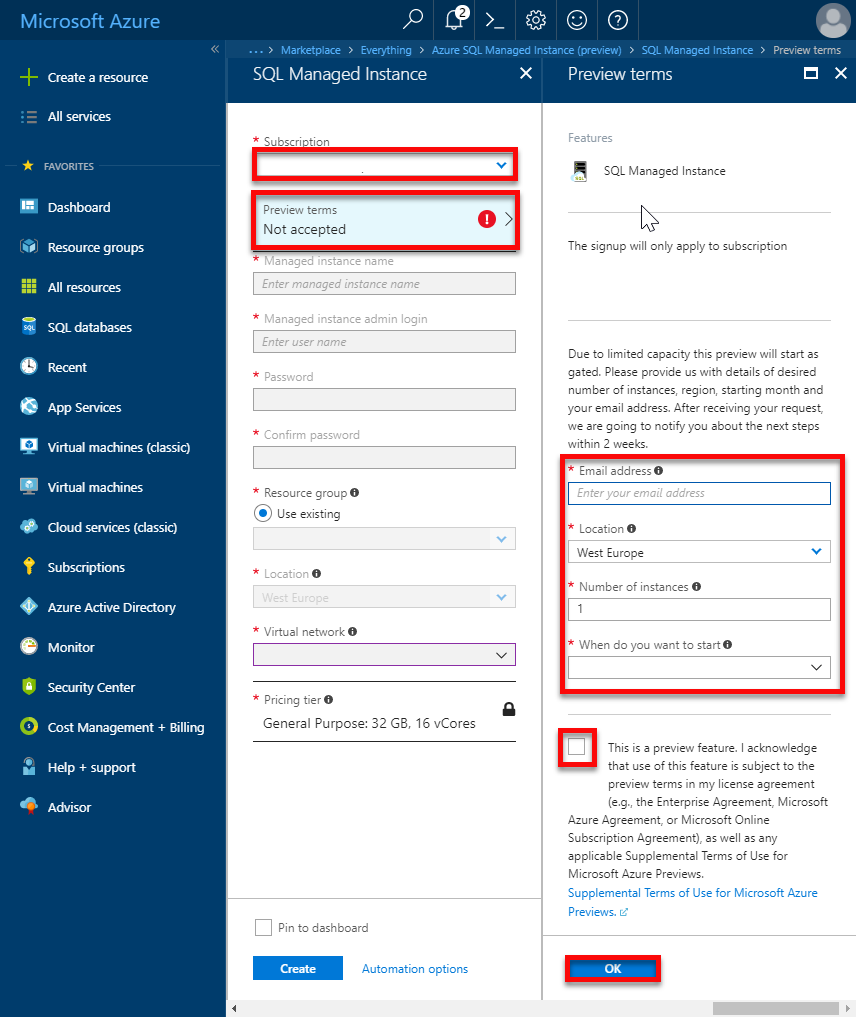 Microsoft Azure
2
... > Marketplace > Everything > Azure SQL Managed Instance (preview) > SQL Managed Instance > Preview terms
«
Create a resource
All services
FAVORITES
Dashboard
Resource groups
All resources
SQL databases
Recent
App Services
Virtual machines (classic)
Virtual machines
Cloud services (classic)
Subscriptions
Azure Active Directory
Monitor
Security Center
Cost Management + Billing
Help + support
Advisor
SQL Managed Instance
* Subscription
Preview terms
Not accepted
* Managed instance name
Enter managed instance name
* Managed instance admin login
Enter user name
* Password
* Confirm password
* Resource group
Use existing
* Location
West Europe
* Virtual network
* Pricing tier
General Purpose: 32 GB, 16 vCores
Pin to dashboard
Create
Automation options
Preview terms
Features
SQL Managed Instance
The signup will only apply to subscription
Due to limited capacity this preview will start as
gated. Please provide us with details of desired
number of instances, region, starting month and
your email address. After receiving your request,
we are going to notify you about the next steps
within 2 weeks.
* Email address
Enter your email address
* Location
West Europe
* Number of instances
1
* When do you want to start
This is a preview feature. I acknowledge
that use of this feature is subject to the
preview terms in my license agreement
(e.g., the Enterprise Agreement, Microsoft
Azure Agreement, or Microsoft Online
Subscription Agreement), as well as any
applicable Supplemental Terms of Use for
Microsoft Azure Previews.
Supplemental Terms of Use for Microsoft Azure
Previews.
OK